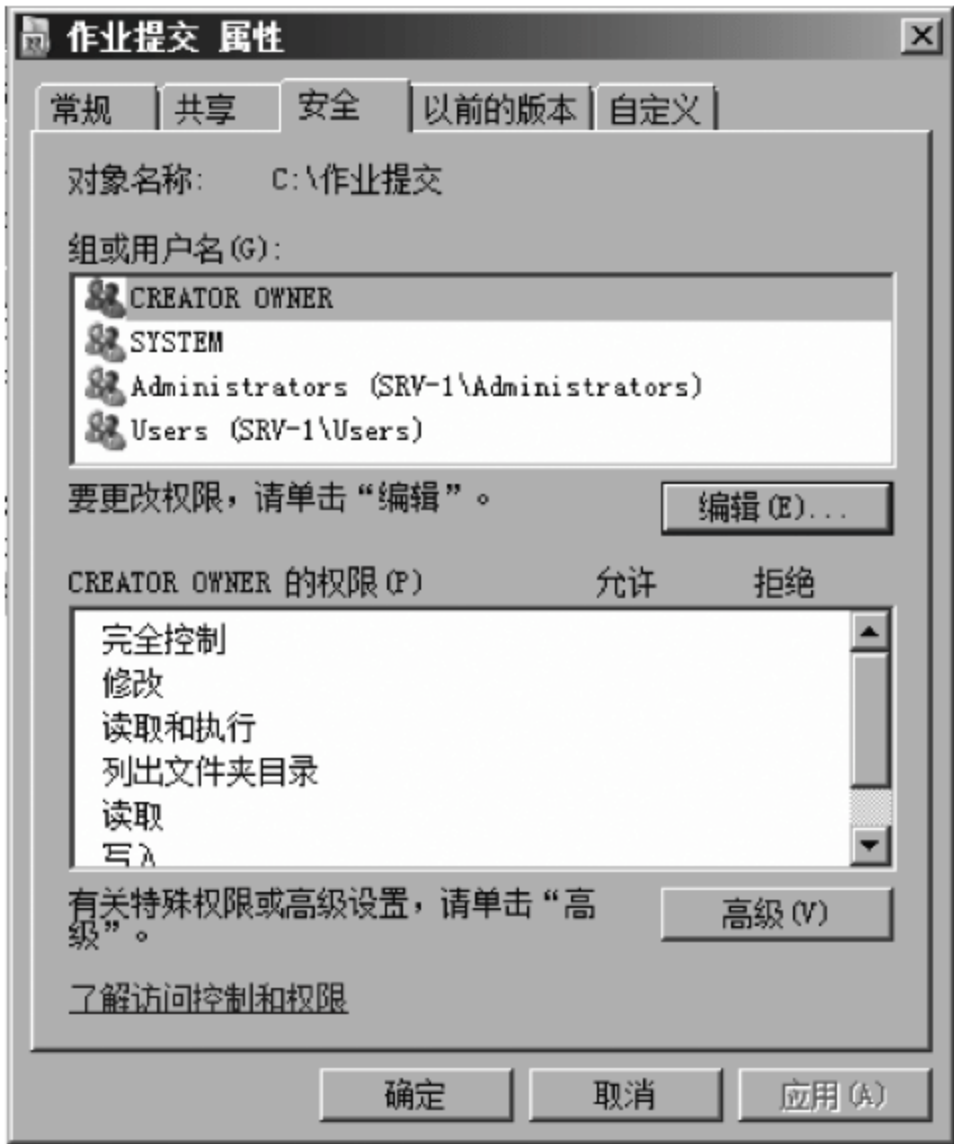 作业提交 属性
常规 共享 安全 以前的版本 自定义
对象名称: C:\作业提交
组或用户名(G):
CREATOR OWNER
SYSTEM
Administrators (SRV-1\Administrators)
Users (SRV-1\Users)
要更改权限，请单击“编辑”。 编辑(E)...
CREATOR OWNER 的权限(P) 允许 拒绝
完全控制
修改
读取和执行
列出文件夹目录
读取
写入
有关特殊权限或高级设置，请单击“高
级”。 高级(V)
了解访问控制和权限
确定 取消 应用(A)